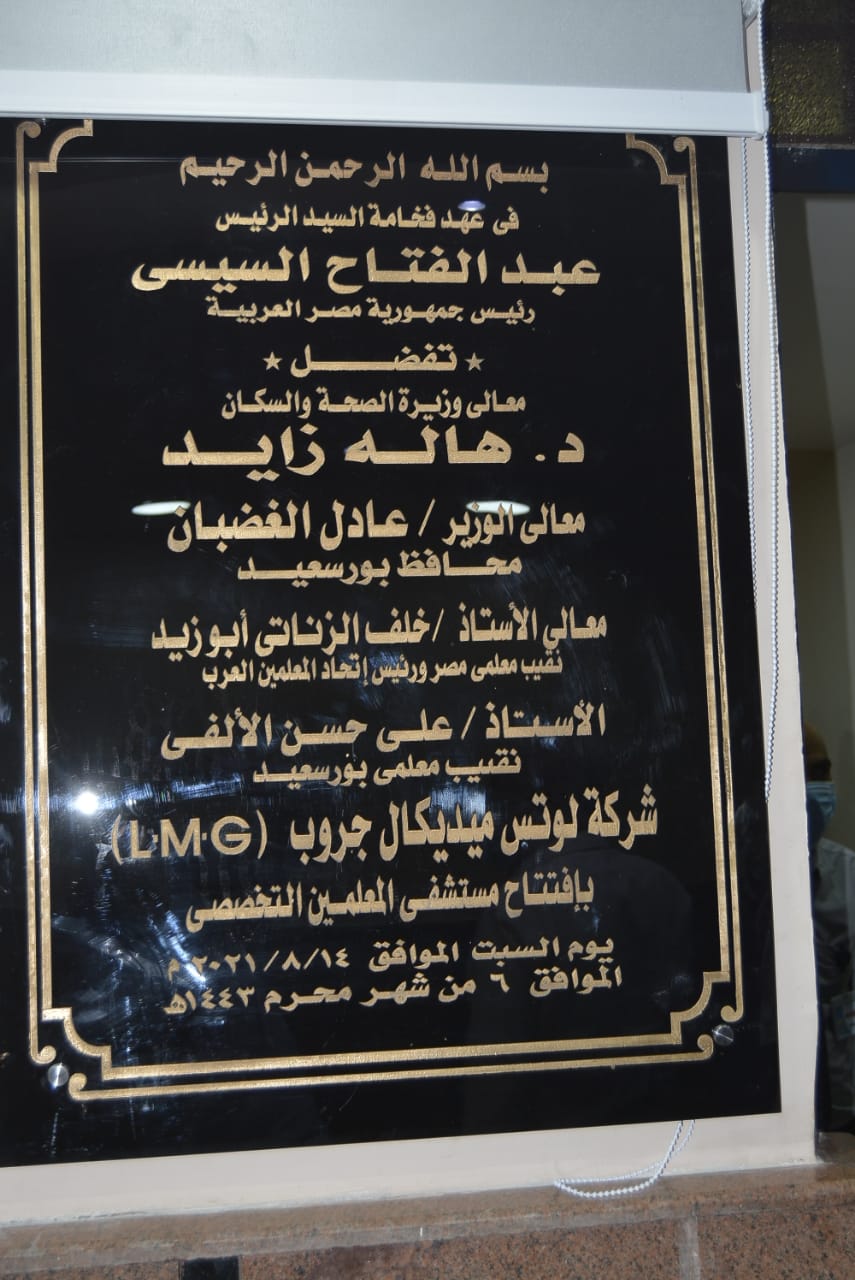 بسم الله الرحمن الرحيم
فى عهد فخامة السيد الرئيس
عبد الفتاح السيسى
رئيس جمهورية مصر العربية
★ تفضل ★
معالى وزيرة الصحة والسكان
د. هاله زايد
معالى الوزير / عادل الغضبان
محافظ بورسعيد
معالي الأستاذ / خلف الزناتى أبو زيد
نقيب معلمى مصر ورئيس إتحاد المعلمين العرب
الأستاذ / على حسن الألفى
نقيب معلمى بورسعيد
شركة لوتس ميديكال جروب (L.M.G)
بإفتتاح مستشفى المعلمين التخصصى
يوم السبت الموافق ٢٠٢١/٨/١٤م
الموافق ٦ من شهر محرم ١٤٤٣هـ